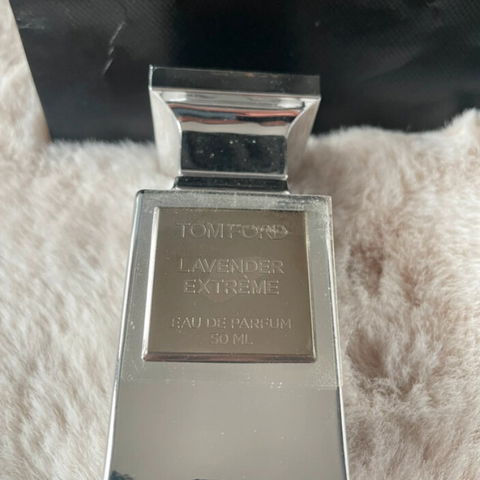 TOM FORD
LAVENDER
EXTRÊME
EAU DE PARFUM
50 ML